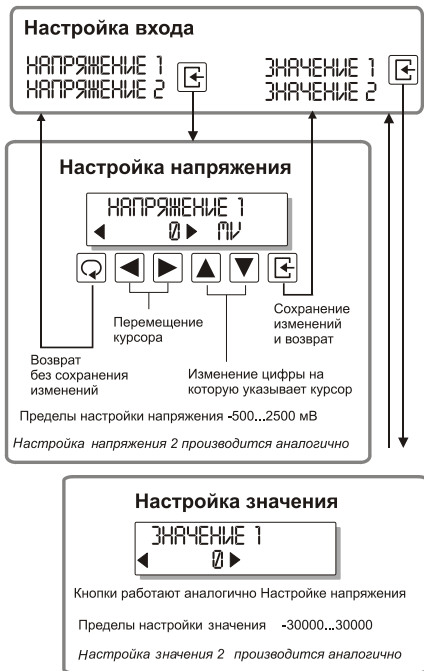 Настройка входа
НАПРЯЖЕНИЕ 1
НАПРЯЖЕНИЕ 2
ЗНАЧЕНИЕ 1
ЗНАЧЕНИЕ 2
Настройка напряжения
НАПРЯЖЕНИЕ 1
0 MV
Перемещение
курсора
Сохранение
изменений
и возврат
Возврат
без сохранения
изменений
Изменение цифры на
которую указывает курсор
Пределы настройки напряжения -500...2500 мВ
Настройка напряжения 2 производится аналогично
Настройка значения
ЗНАЧЕНИЕ 1
0
Кнопки работают аналогично Настройке напряжения
Пределы настройки значения -30000...30000
Настройка значения 2 производится аналогично